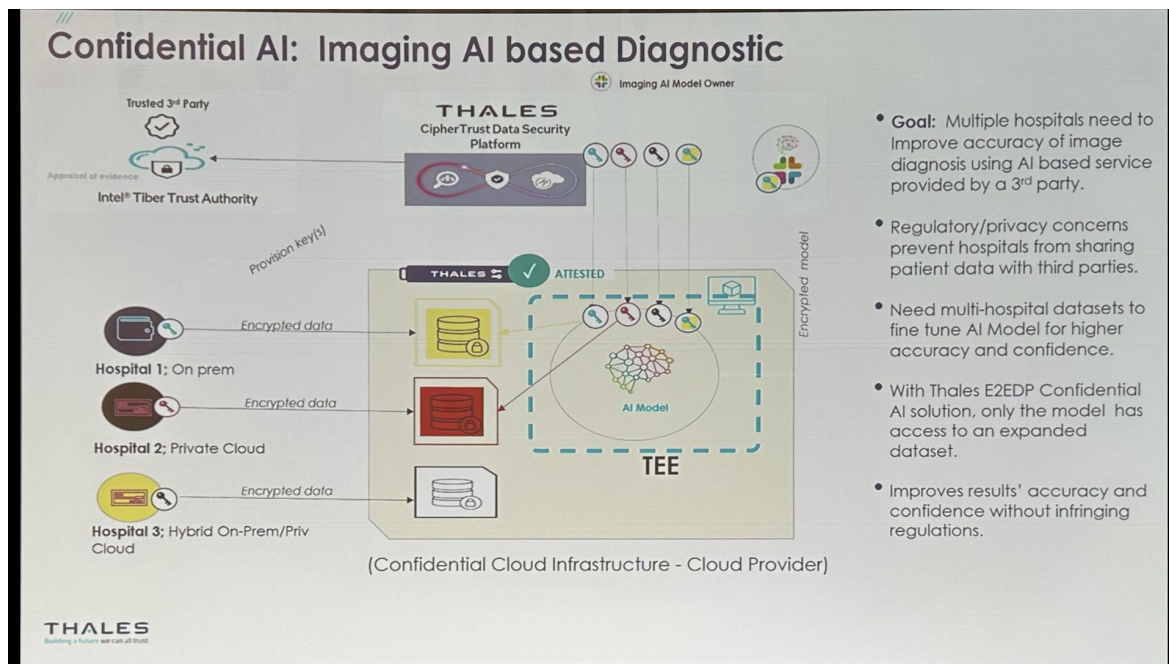 Confidential AI: Imaging AI based Diagnostic
Imaging AI Model Owner
Trusted 3rd Party
Appraisal of evidence
Intel® Tiber Trust Authority
THALES
CipherTrust Data Security
Platform
Provision key(s)
THALES
ATTESTED
Encrypted model
Encrypted data
Hospital 1; On prem
Encrypted data
Hospital 2; Private Cloud
Encrypted data
Hospital 3; Hybrid On-Prem/Priv
Cloud
AI Model
TEE
(Confidential Cloud Infrastructure - Cloud Provider)
• Goal: Multiple hospitals need to
Improve accuracy of image
diagnosis using AI based service
provided by a 3rd party.
• Regulatory/privacy concerns
prevent hospitals from sharing
patient data with third parties.
• Need multi-hospital datasets to
fine tune AI Model for higher
accuracy and confidence.
• With Thales E2EDP Confidential
AI solution, only the model has
access to an expanded
dataset.
• Improves results' accuracy and
confidence without infringing
regulations.
THALES
Building a future we can all trust